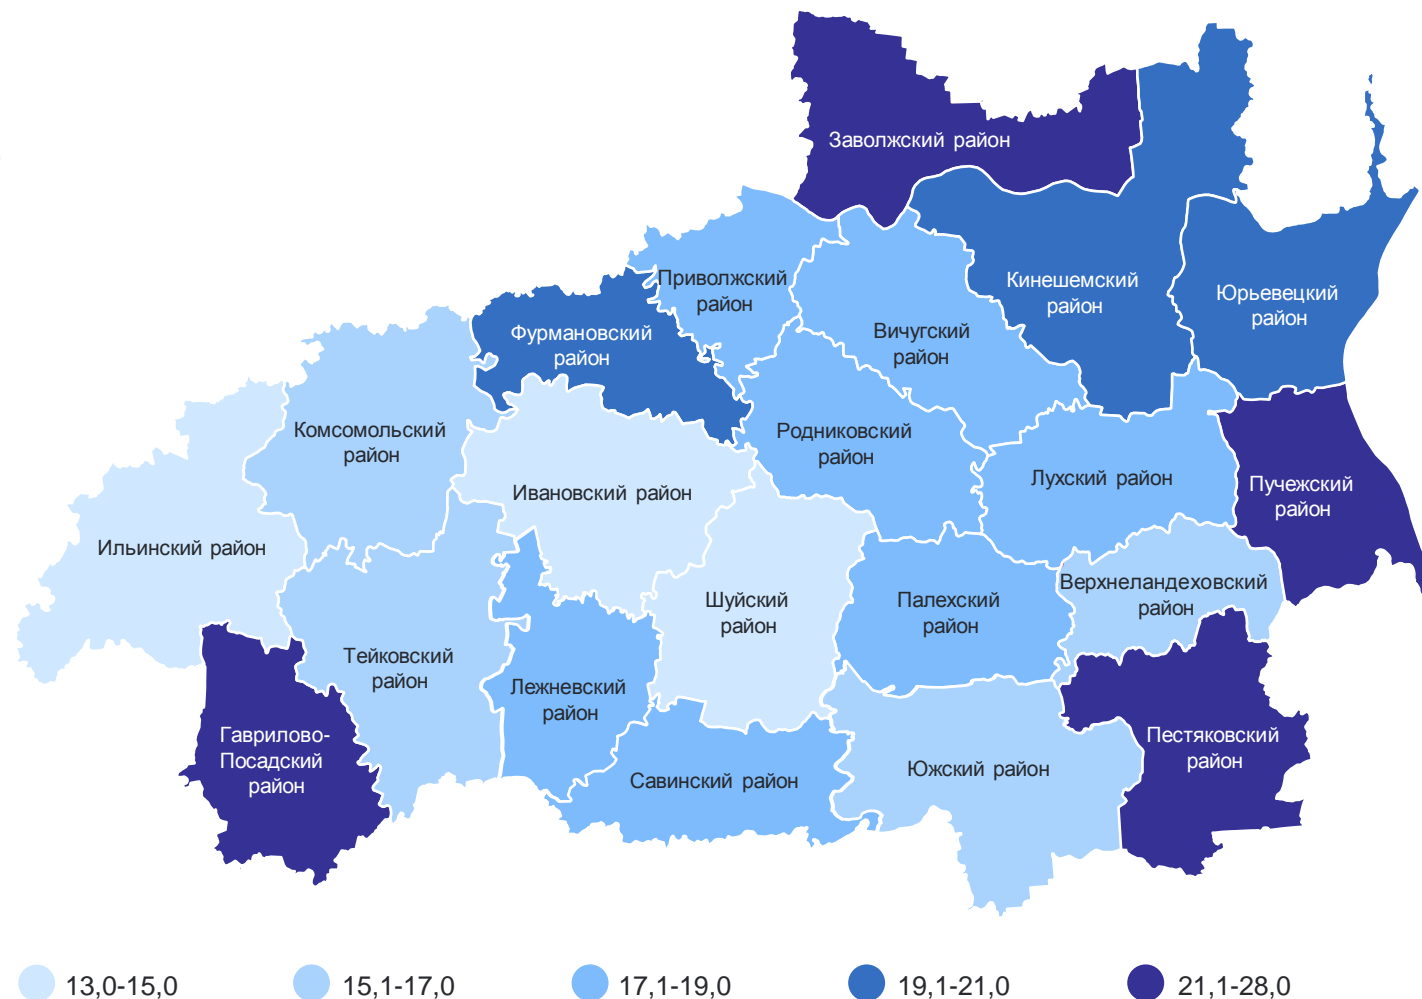 Заволжский район
Приволжский
район
Кинешемский
район
Юрьевецкий
район
Фурмановский
район
Вичугский
район
Комсомольский
район
Родниковский
район
Лухский район
Пучежский
район
Ивановский район
Ильинский район
Верхнеландеховский
район
Шуйский
район
Палехский
район
Тейковский
район
Лежневский
район
Гаврилово-
Посадский
район
Пестяковский
район
Южский район
Савинский район
13,0-15,0
15,1-17,0
17,1-19,0
19,1-21,0
21,1-28,0